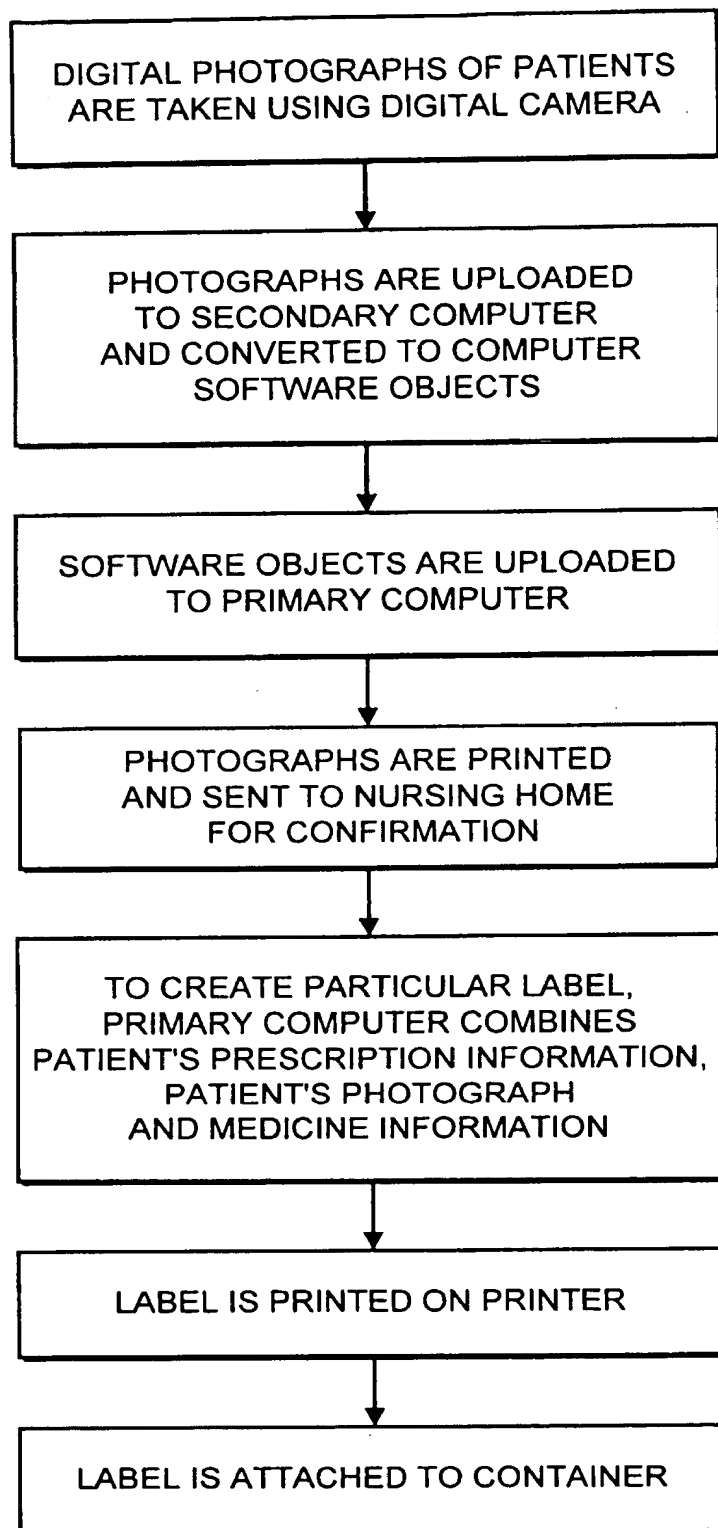 DIGITAL PHOTOGRAPHS OF PATIENTS
ARE TAKEN USING DIGITAL CAMERA
PHOTOGRAPHS ARE UPLOADED
TO SECONDARY COMPUTER
AND CONVERTED TO COMPUTER
SOFTWARE OBJECTS
SOFTWARE OBJECTS ARE UPLOADED
TO PRIMARY COMPUTER
PHOTOGRAPHS ARE PRINTED
AND SENT TO NURSING HOME
FOR CONFIRMATION
TO CREATE PARTICULAR LABEL,
PRIMARY COMPUTER COMBINES
PATIENT'S PRESCRIPTION INFORMATION,
PATIENT'S PHOTOGRAPH
AND MEDICINE INFORMATION
LABEL IS PRINTED ON PRINTER
LABEL IS ATTACHED TO CONTAINER